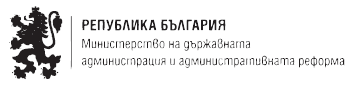 РЕПУБЛИКА БЪЛГАРИЯ
Министерство на държавната
администрация и административната реформа